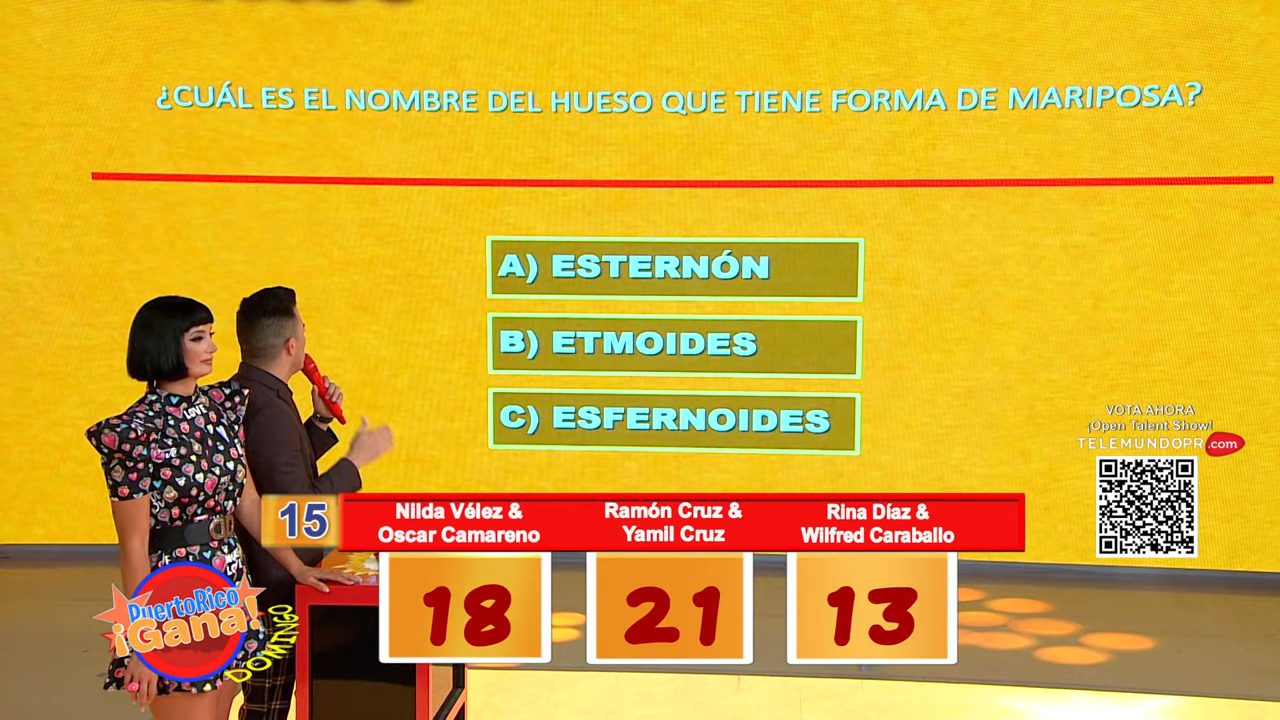 ¿CUÁL ES EL NOMBRE DEL HUESO QUE TIENE FORMA DE MARIPOSA?
A) ESTERNÓN
B) ETMOIDES
C) ESFERNOIDES
VOTA AHORA
¡Open Talent Show!
TELEMUNDOPR.com
LOVE
15
Nilda Vélez &
Oscar Camareno
Ramón Cruz &
Yamil Cruz
Rina Díaz &
Wilfred Caraballo
18
21
13
PuertoRico
¡Gana!
DOMINGO